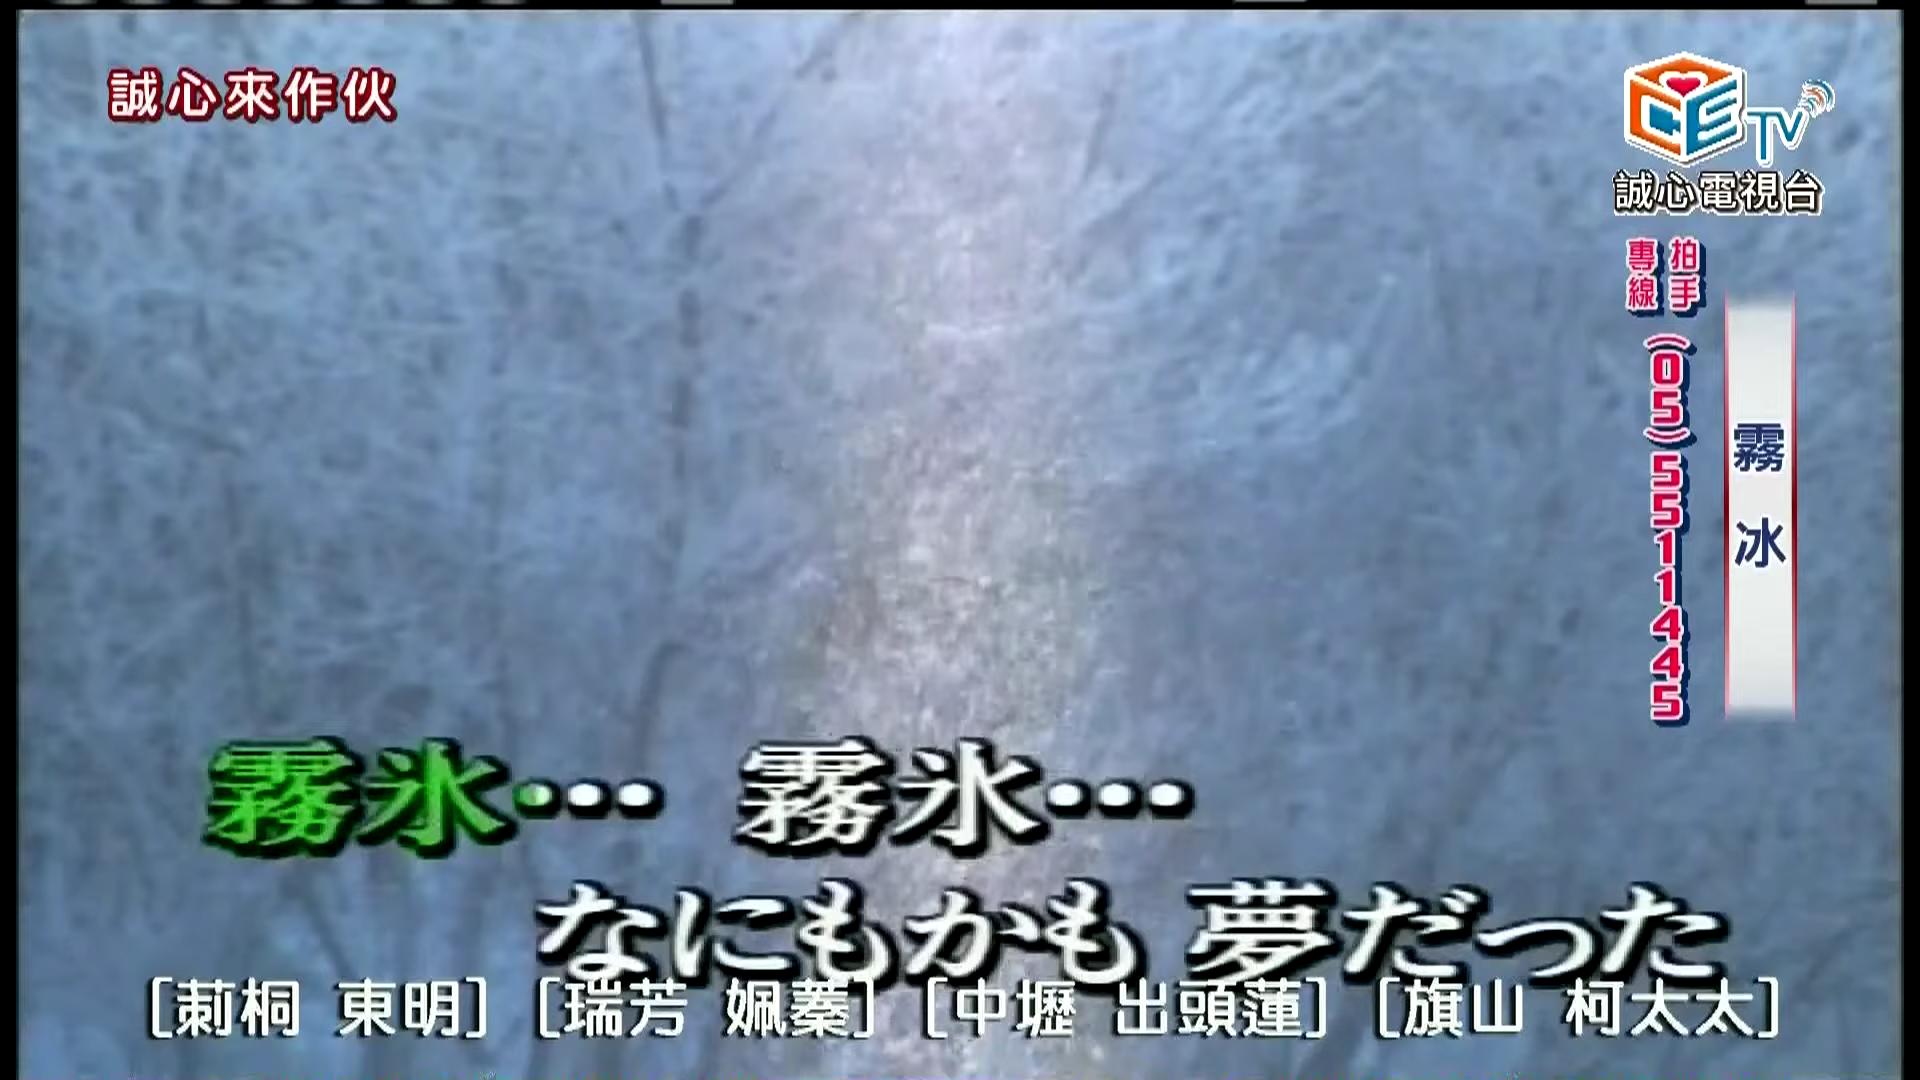 誠心來作伙
CE TV
誠心電視台
拍手
專線
(05)5511445
霧冰
霧氷… 霧氷…
なにもかも 夢だった
[莿桐 東明] [瑞芳 姵蓁] [中壢 出頭蓮] [旗山 柯太太]